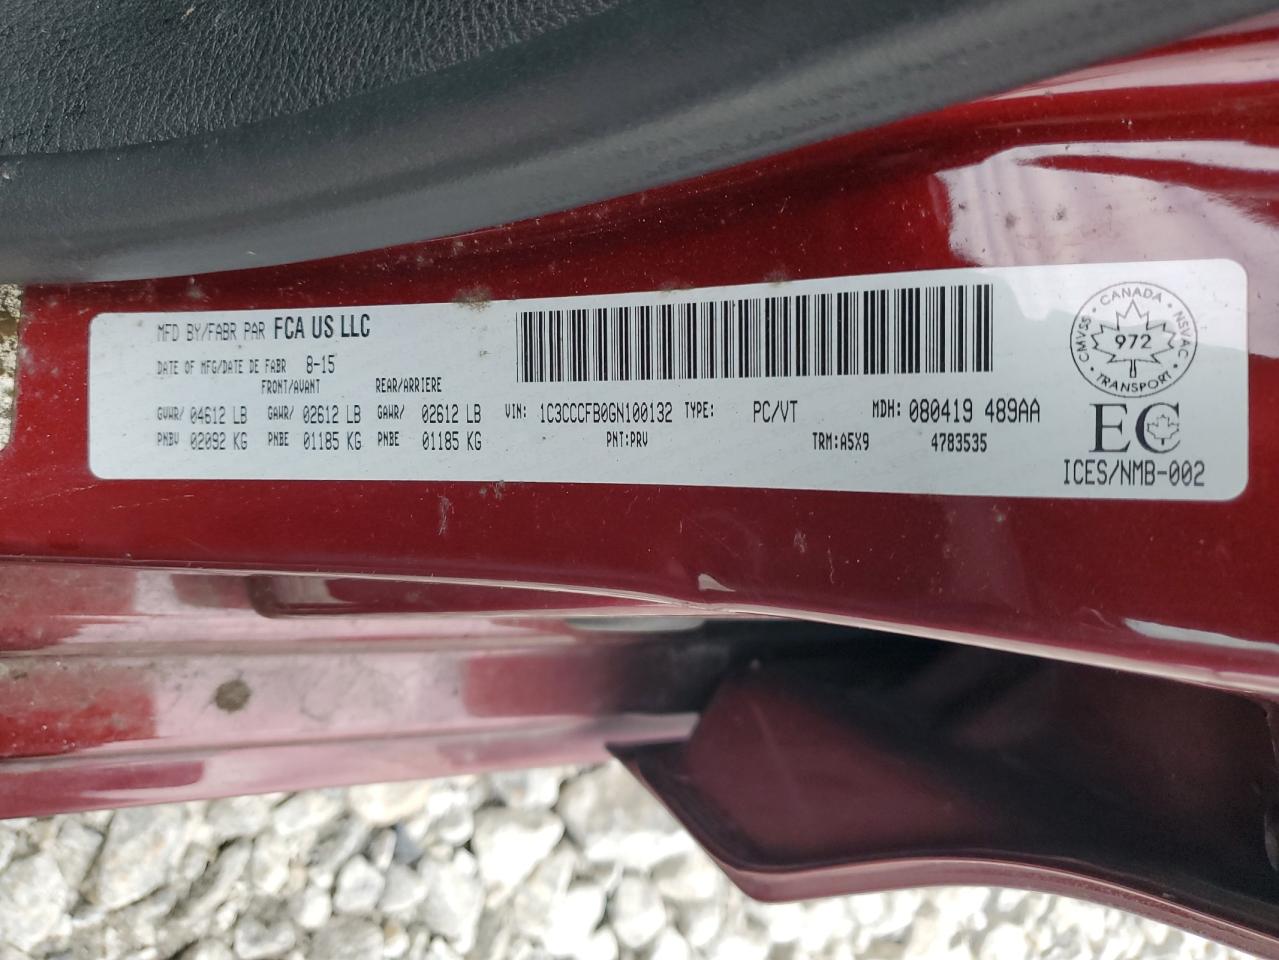 MFD BY/FABR PAR FCA US LLC
DATE OF MFG/DATE DE FABR 8-15
FRONT/AVANT REAR/ARRIERE
GVWR/ 04612 LB GAWR/ 02612 LB GAWR/ 02612 LB
PNBV 02092 KG PNBE 01185 KG PNBE 01185 KG
VIN: 1C3CCCFB0GN100132 TYPE: PC/VT MDH: 080419 489AA
PNT:PRV TRM:A5X9 4783535
CMVSS · CANADA · NSVAC · TRANSPORT ·
972
EC
ICES/NMB-002